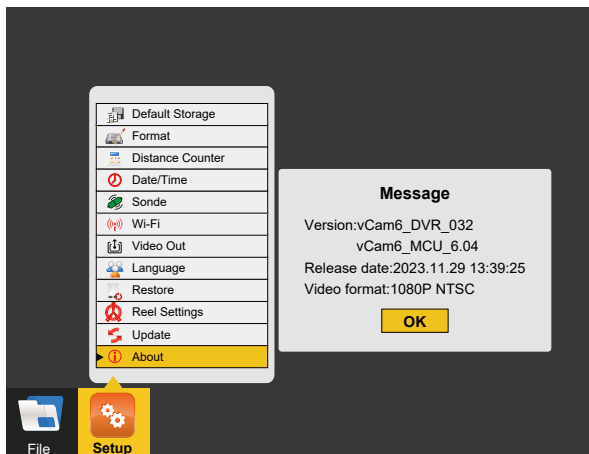 Default Storage
Format
Distance Counter
Date/Time
Sonde
Wi-Fi
Video Out
Language
Restore
Reel Settings
Update
About
Message
Version:vCam6_DVR_032
vCam6_MCU_6.04
Release date:2023.11.29 13:39:25
Video format:1080P NTSC
OK
File
Setup